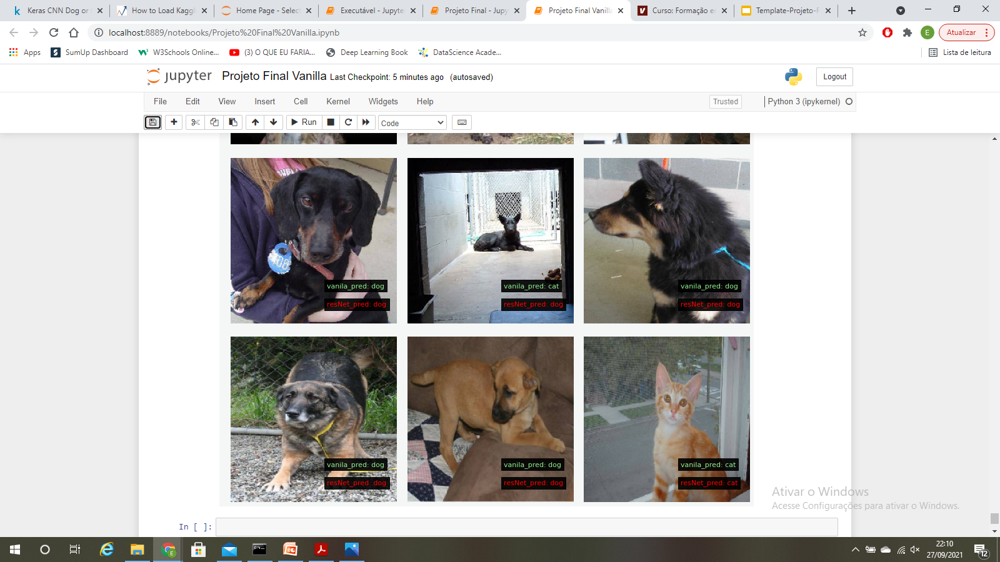 Keras CNN Dog or
How to Load Kaggl
Home Page - Select
Executável - Jupyter
Projeto Final - Jupy
Projeto Final Vanilla
Curso: Formação em
Template-Projeto-F
localhost:8889/notebooks/Projeto%20Final%20Vanilla.ipynb
E
Atualizar
Apps
SumUp Dashboard
W3Schools Online...
(3) O QUE EU FARIA...
Deep Learning Book
DataScience Acade...
Lista de leitura
jupyter
Projeto Final Vanilla Last Checkpoint: 5 minutes ago (autosaved)
Logout
File Edit View Insert Cell Kernel Widgets Help
Trusted
Python 3 (ipykernel)
Run
Code
vanila_pred: dog
resNet_pred: dog
vanila_pred: cat
resNet_pred: dog
vanila_pred: dog
resNet_pred: dog
vanila_pred: dog
resNet_pred: dog
vanila_pred: dog
resNet_pred: dog
vanila_pred: cat
resNet_pred: cat
Ativar o Windows
Acesse Configurações para ativar o Windows.
In [ ]:
22:10
27/09/2021
12